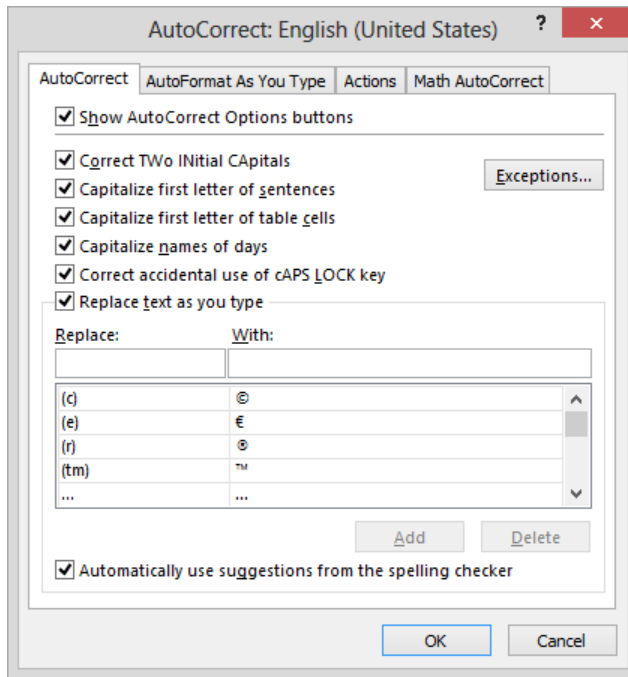 AutoCorrect: English (United States) ?
AutoCorrect AutoFormat As You Type Actions Math AutoCorrect
Show AutoCorrect Options buttons
Correct TWo INitial CApitals
Exceptions...
Capitalize first letter of sentences
Capitalize first letter of table cells
Capitalize names of days
Correct accidental use of cAPS LOCK key
Replace text as you type
Replace: With:
(c) ©
(e) €
(r) ®
(tm) ™
... …
Add Delete
Automatically use suggestions from the spelling checker
OK Cancel